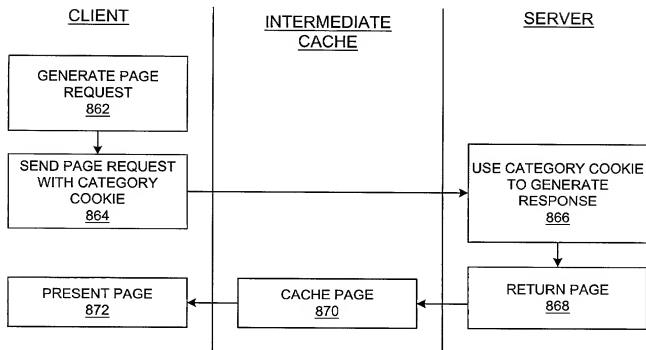 CLIENT
INTERMEDIATE
CACHE
SERVER
GENERATE PAGE
REQUEST
862
SEND PAGE REQUEST
WITH CATEGORY
COOKIE
864
USE CATEGORY COOKIE
TO GENERATE
RESPONSE
866
PRESENT PAGE
872
CACHE PAGE
870
RETURN PAGE
868